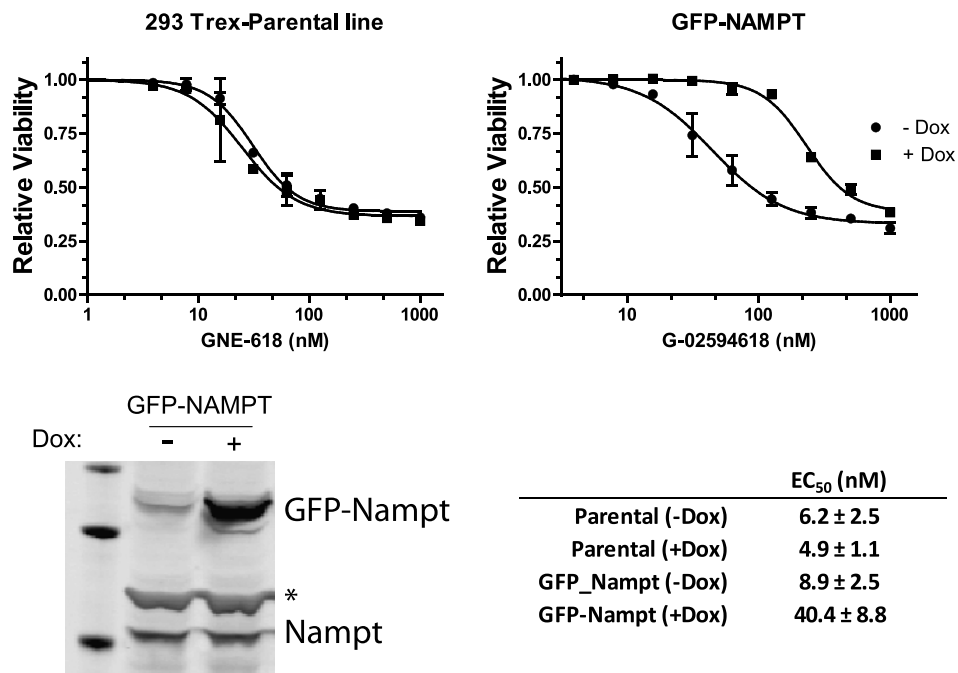 293 Trex-Parental line
Relative Viability
1.00
0.75
0.50
0.25
0.00
1 10 100 1000
GNE-618 (nM)
GFP-NAMPT
Relative Viability
1.00
0.75
0.50
0.25
0.00
10 100 1000
G-02594618 (nM)
- Dox
+ Dox
GFP-NAMPT
Dox: - +
GFP-Nampt
*
Nampt
EC₅₀ (nM)
Parental (-Dox) 6.2 ± 2.5
Parental (+Dox) 4.9 ± 1.1
GFP_Nampt (-Dox) 8.9 ± 2.5
GFP-Nampt (+Dox) 40.4 ± 8.8